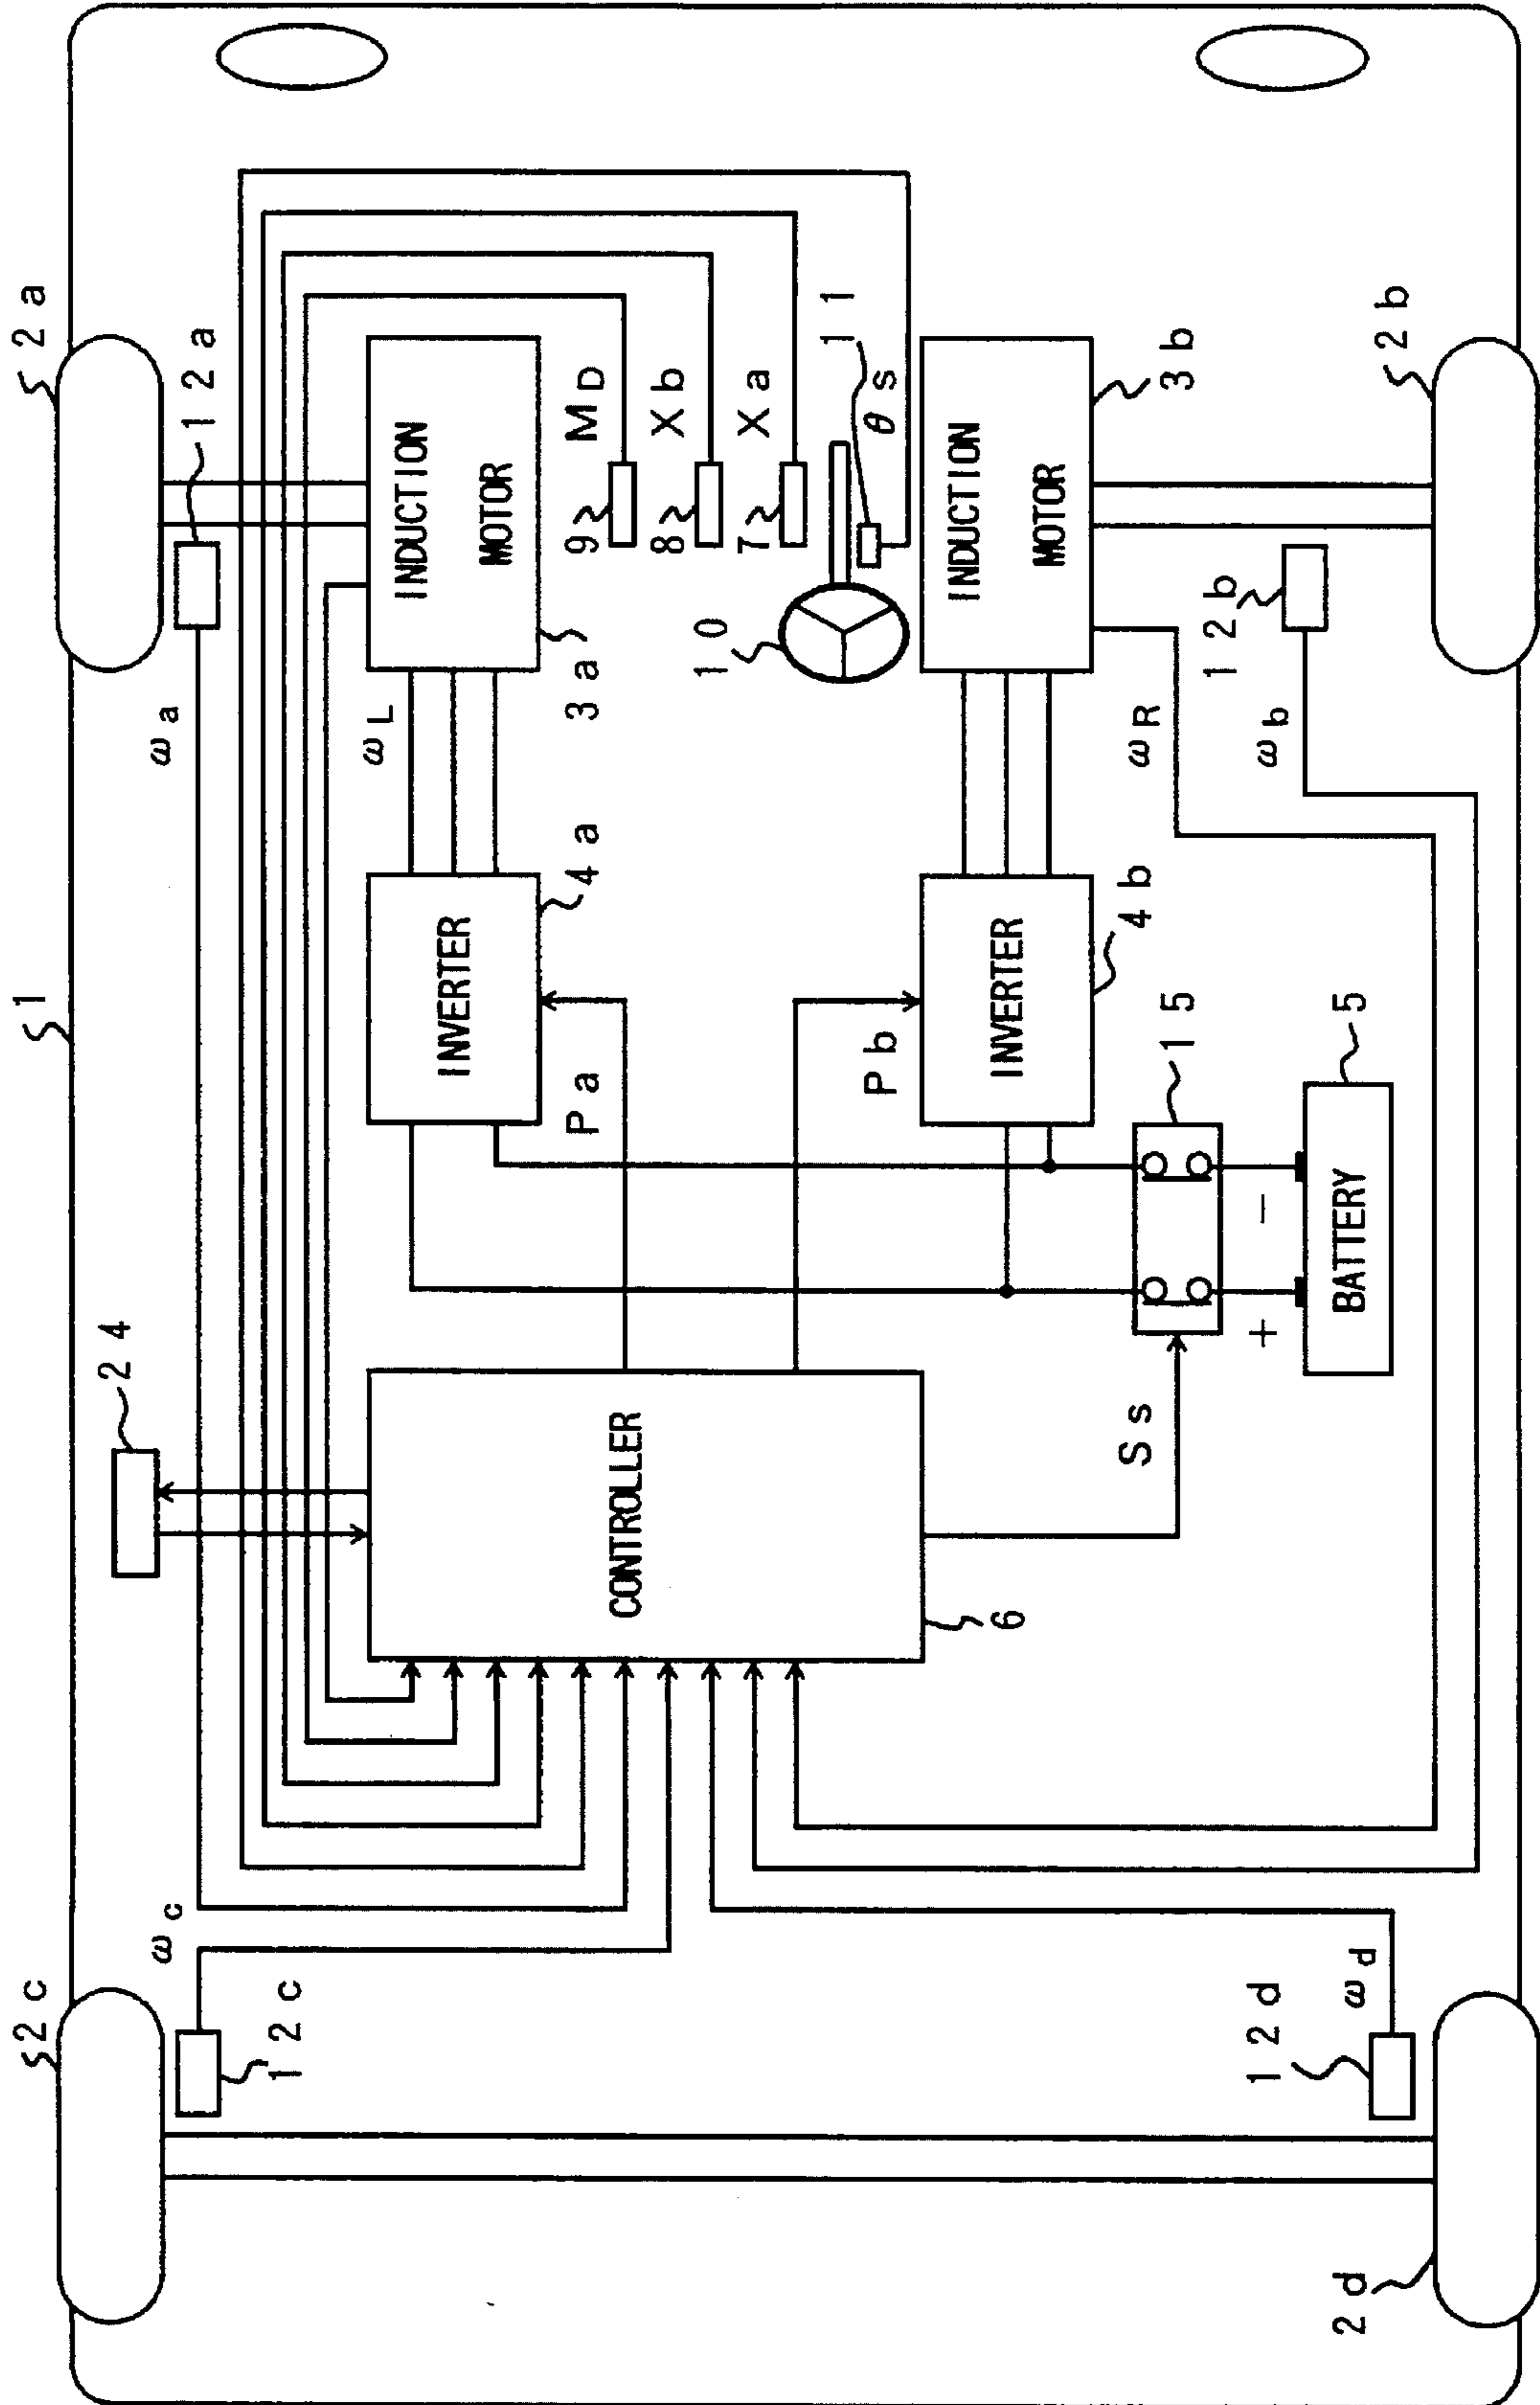 2a
12a
ωa
1
24
2c
ωc
12c
INDUCTION
MOTOR
3a
ωL
INVERTER
4a
Pa
MD
9
Xb
8
Xa
7
10
11
θs
INDUCTION
MOTOR
3b
ωR
INVERTER
4b
Pb
CONTROLLER
6
Ss
15
+
-
BATTERY
5
12b
ωb
2b
12d
ωd
2d